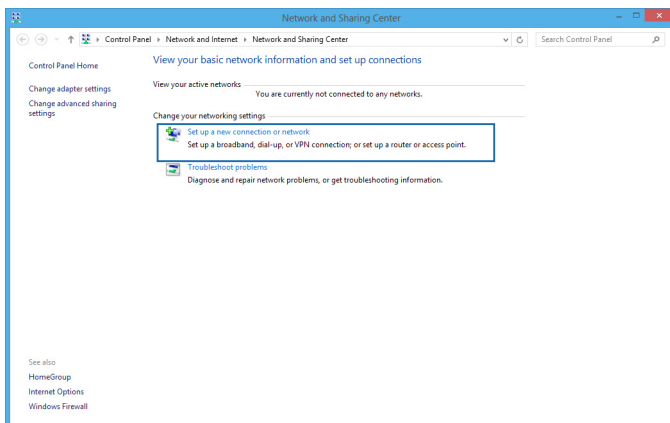 Network and Sharing Center
Control Panel Network and Internet Network and Sharing Center
Search Control Panel
Control Panel Home
Change adapter settings
Change advanced sharing
settings
View your basic network information and set up connections
View your active networks
You are currently not connected to any networks.
Change your networking settings
Set up a new connection or network
Set up a broadband, dial-up, or VPN connection; or set up a router or access point.
Troubleshoot problems
Diagnose and repair network problems, or get troubleshooting information.
See also
HomeGroup
Internet Options
Windows Firewall